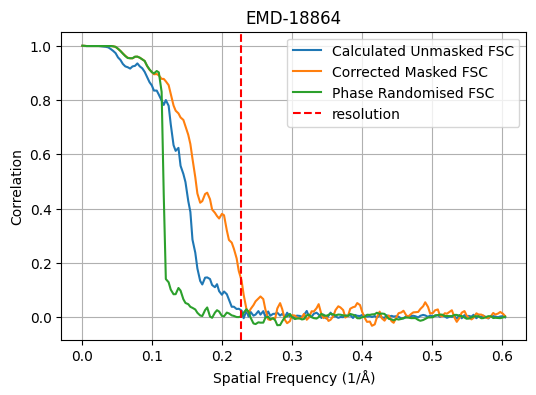 EMD-18864
Calculated Unmasked FSC
Corrected Masked FSC
Phase Randomised FSC
resolution
Correlation
1.0
0.8
0.6
0.4
0.2
0.0
0.0 0.1 0.2 0.3 0.4 0.5 0.6
Spatial Frequency (1/Å)